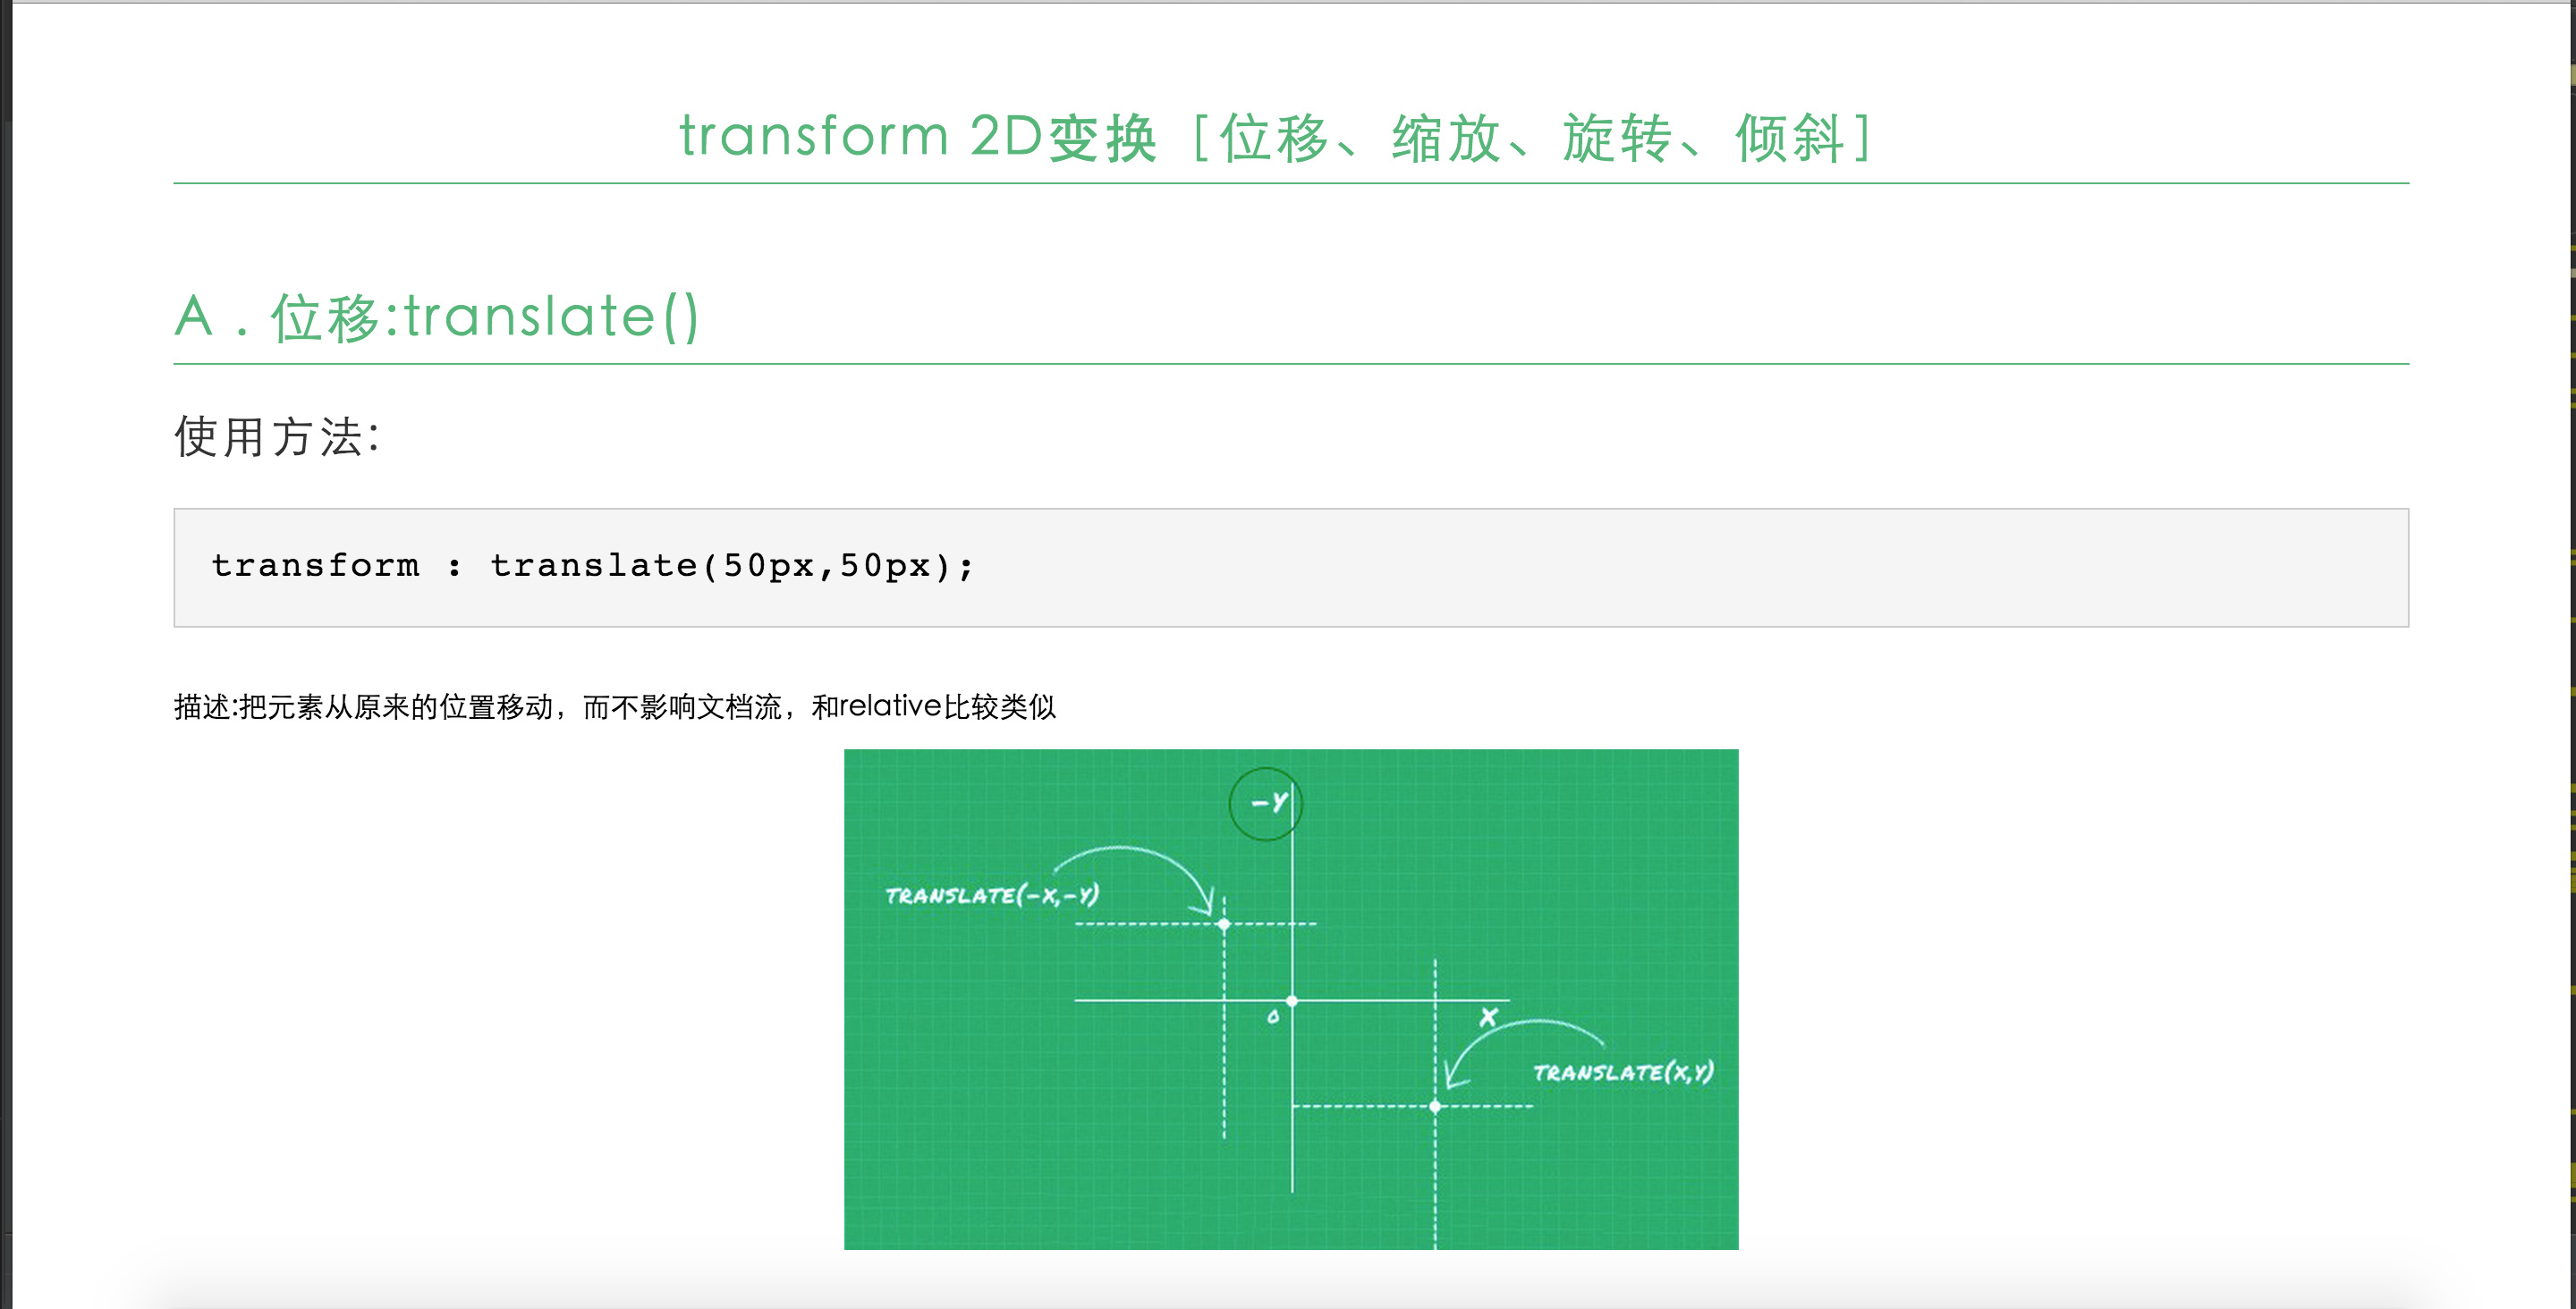 transform 2D变换 [位移、缩放、旋转、倾斜]
A . 位移:translate()
使用方法:
transform : translate(50px,50px);
描述:把元素从原来的位置移动，而不影响文档流，和relative比较类似
-Y
TRANSLATE(-X,-Y)
0
X
TRANSLATE(X,Y)